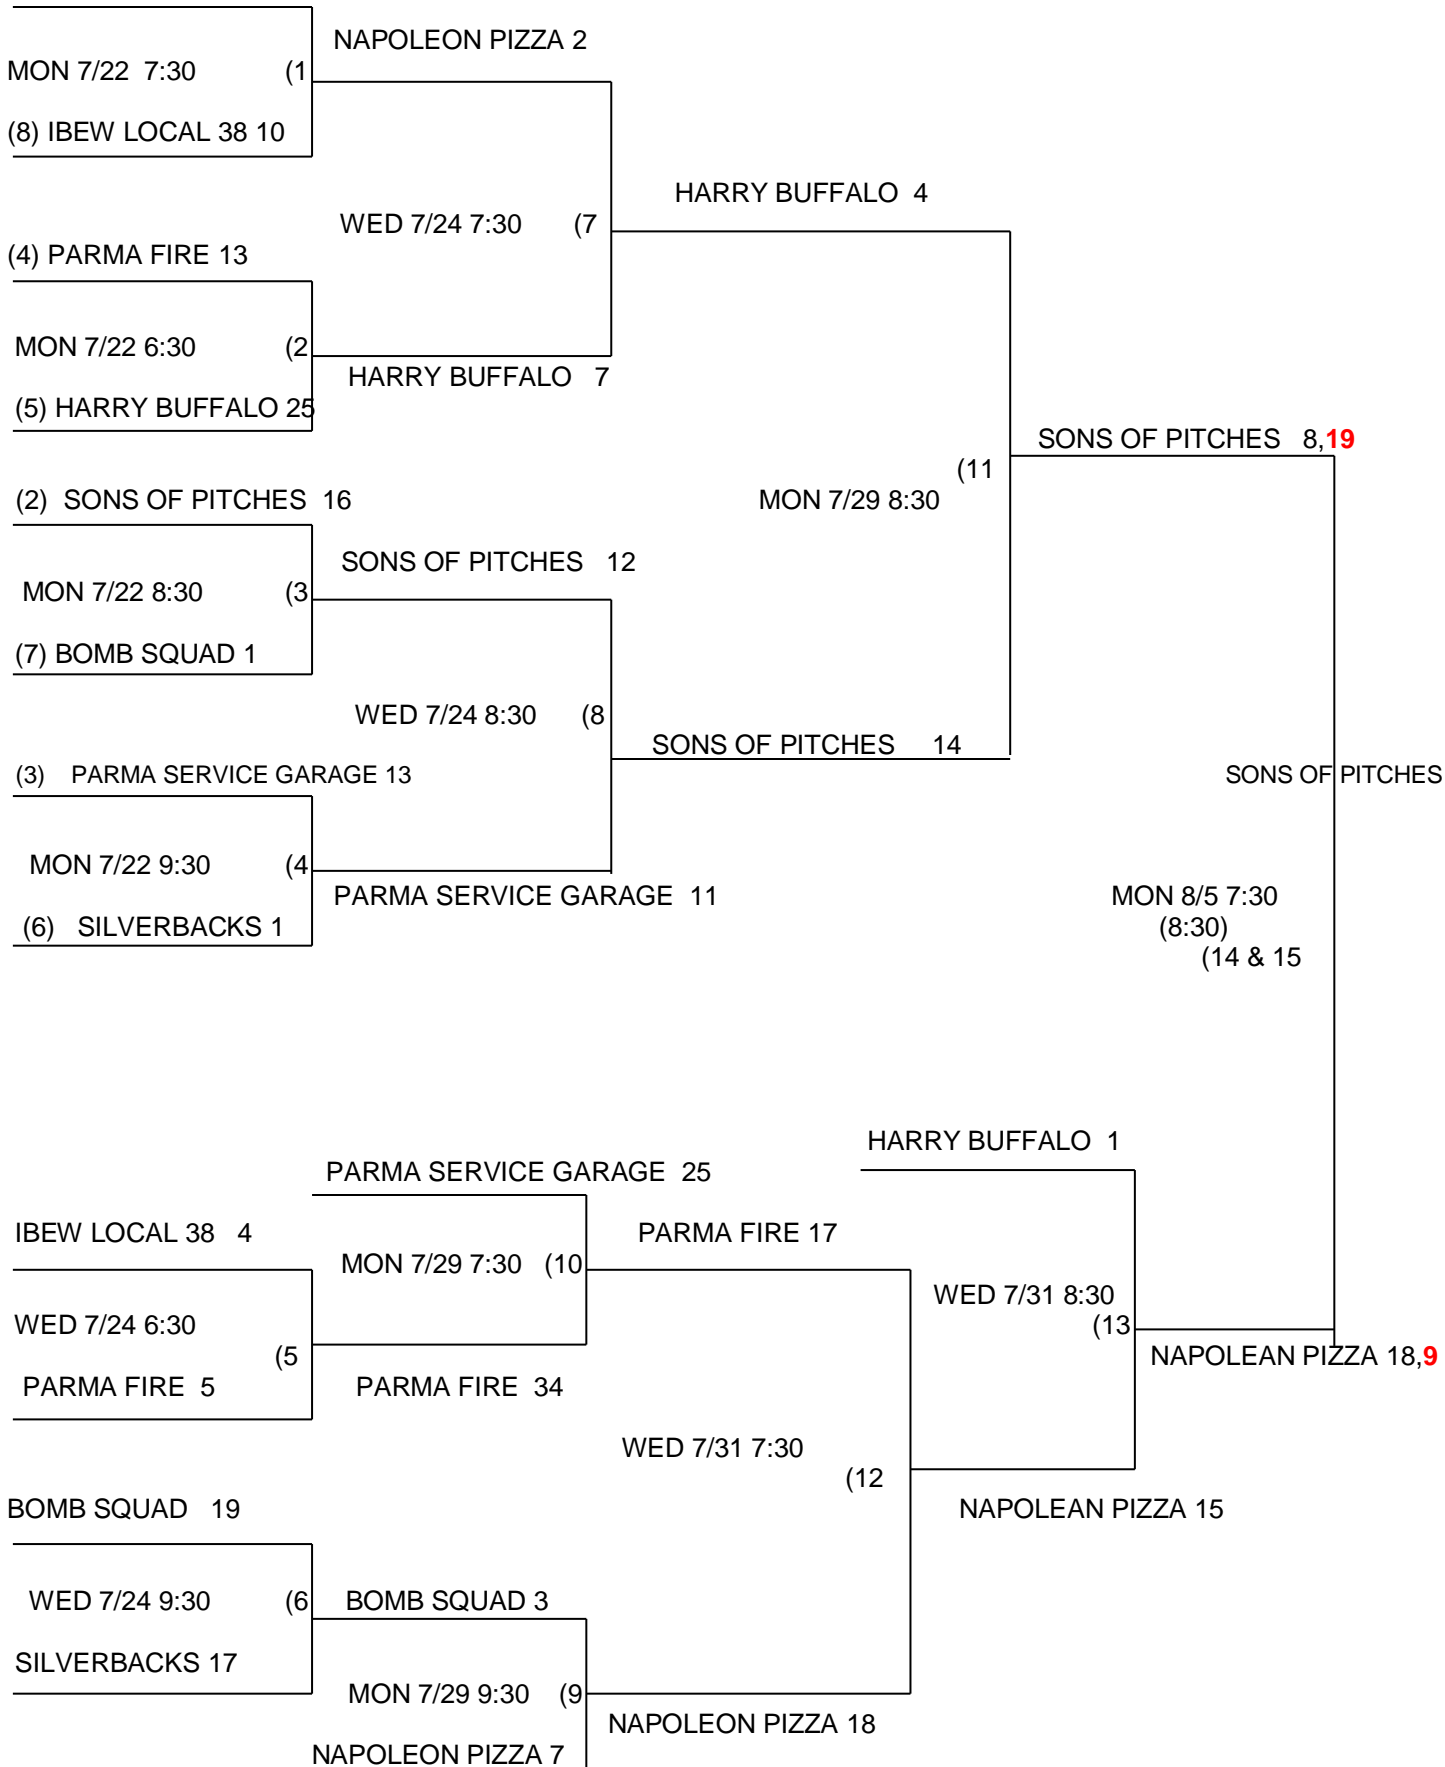 NAPOLEON PIZZA 2
MON 7/22 7:30 (1
(8) IBEW LOCAL 38 10
HARRY BUFFALO 4
WED 7/24 7:30 (7
(4) PARMA FIRE 13
MON 7/22 6:30 (2
HARRY BUFFALO 7
(5) HARRY BUFFALO 25
SONS OF PITCHES 8,19
(11
MON 7/29 8:30
(2) SONS OF PITCHES 16
SONS OF PITCHES 12
MON 7/22 8:30 (3
(7) BOMB SQUAD 1
WED 7/24 8:30 (8
SONS OF PITCHES 14
(3) PARMA SERVICE GARAGE 13
SONS OF PITCHES
MON 7/22 9:30 (4
PARMA SERVICE GARAGE 11
MON 8/5 7:30
(6) SILVERBACKS 1
(8:30)
(14 & 15
HARRY BUFFALO 1
PARMA SERVICE GARAGE 25
IBEW LOCAL 38 4
PARMA FIRE 17
MON 7/29 7:30 (10
WED 7/31 8:30
WED 7/24 6:30
(13
(5
NAPOLEAN PIZZA 18,9
PARMA FIRE 5
PARMA FIRE 34
WED 7/31 7:30
(12
BOMB SQUAD 19
NAPOLEAN PIZZA 15
WED 7/24 9:30 (6
BOMB SQUAD 3
SILVERBACKS 17
MON 7/29 9:30 (9
NAPOLEON PIZZA 18
NAPOLEON PIZZA 7